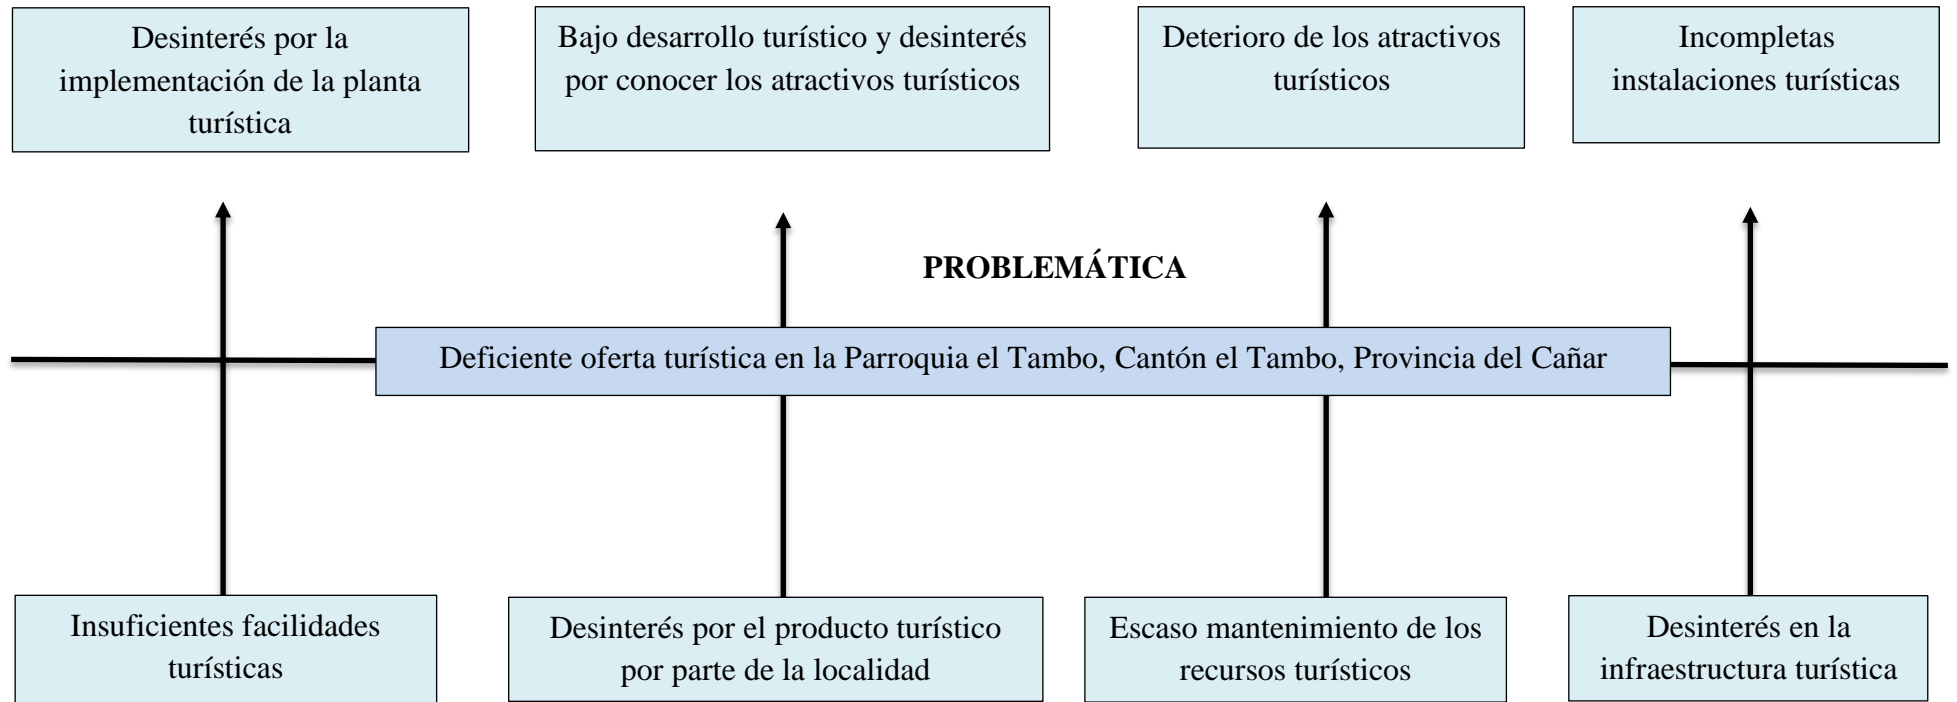 Desinterés por la
implementación de la planta
turística
Bajo desarrollo turístico y desinterés
por conocer los atractivos turísticos
Deterioro de los atractivos
turísticos
Incompletas
instalaciones turísticas
PROBLEMÁTICA
Deficiente oferta turística en la Parroquia el Tambo, Cantón el Tambo, Provincia del Cañar
Insuficientes facilidades
turísticas
Desinterés por el producto turístico
por parte de la localidad
Escaso mantenimiento de los
recursos turísticos
Desinterés en la
infraestructura turística